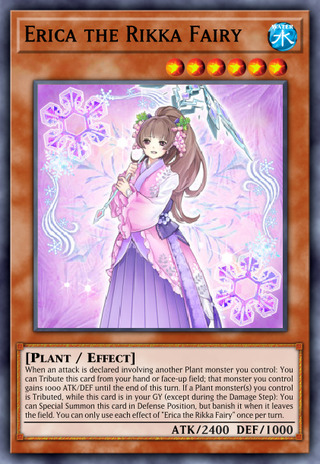 Erica the Rikka Fairy
WATER
水
[Plant / Effect]
When an attack is declared involving another Plant monster you control: You
can Tribute this card from your hand or face-up field; that monster you control
gains 1000 ATK/DEF until the end of this turn. If a Plant monster(s) you control
is Tributed, while this card is in your GY (except during the Damage Step): You
can Special Summon this card in Defense Position, but banish it when it leaves
the field. You can only use each effect of "Erica the Rikka Fairy" once per turn.
ATK/2400 DEF/1000